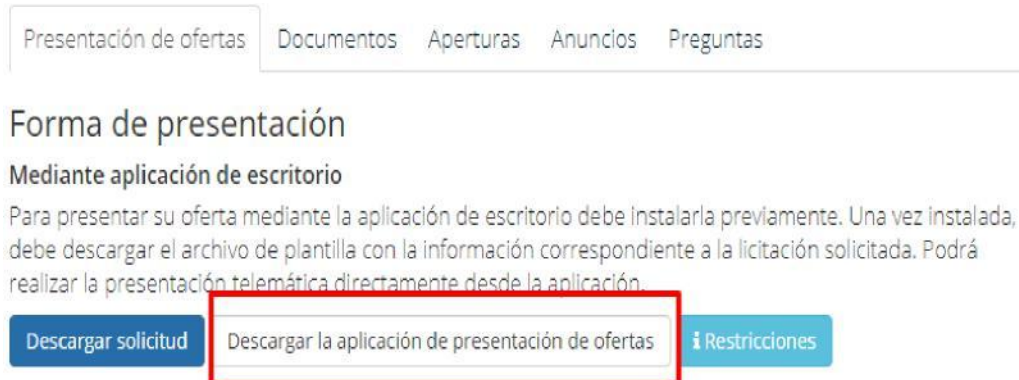 Presentación de ofertas Documentos Aperturas Anuncios Preguntas
Forma de presentación
Mediante aplicación de escritorio
Para presentar su oferta mediante la aplicación de escritorio debe instalarla previamente. Una vez instalada,
debe descargar el archivo de plantilla con la información correspondiente a la licitación solicitada. Podrá
realizar la presentación telemática directamente desde la aplicación.
Descargar solicitud Descargar la aplicación de presentación de ofertas i Restricciones